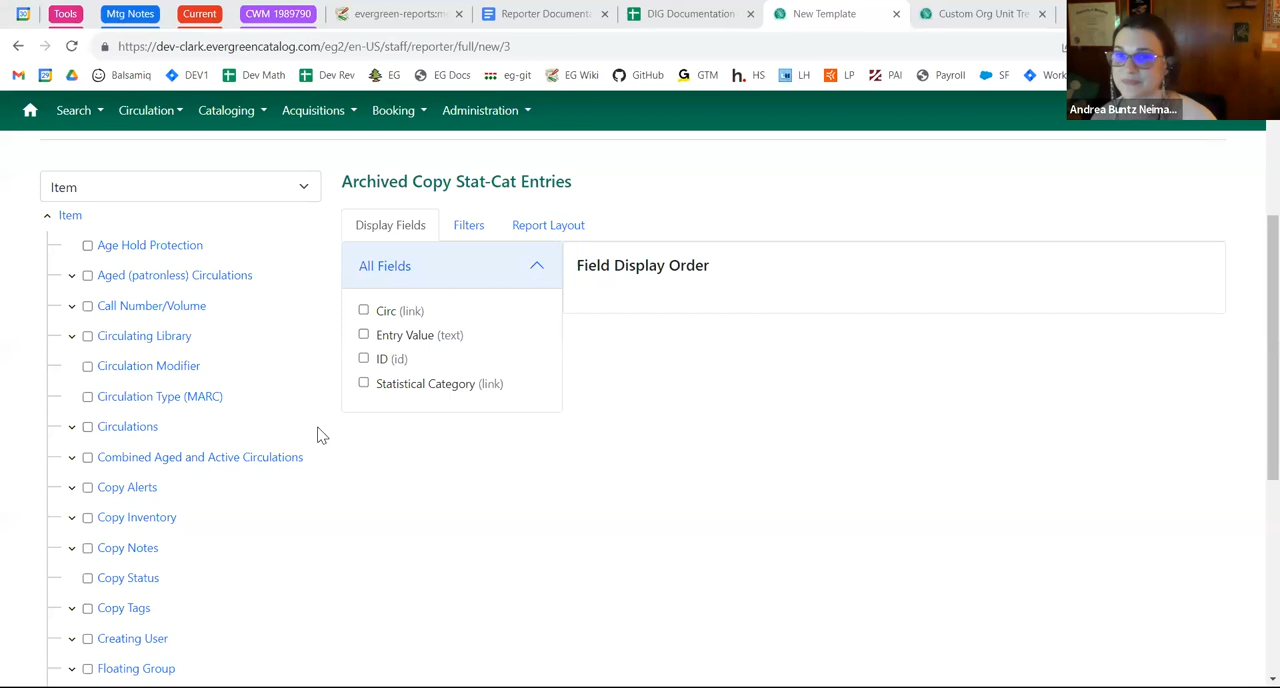 Tools
Mtg Notes
Current
CWM 1989790
evergreen-reports:m
Reporter Document
DIG Documentation
New Template
Custom Org Unit Tre
https://dev-clark.evergreencatalog.com/eg2/en-US/staff/reporter/full/new/3
Balsamiq
DEV1
Dev Math
Dev Rev
EG
EG Docs
eg-git
EG Wiki
GitHub
GTM
HS
LH
LP
PAI
Payroll
SF
Work
Andrea Buntz Neima...
Search
Circulation
Cataloging
Acquisitions
Booking
Administration
Item
Archived Copy Stat-Cat Entries
Item
Display Fields
Filters
Report Layout
Age Hold Protection
All Fields
Field Display Order
Aged (patronless) Circulations
Call Number/Volume
Circ (link)
Circulating Library
Entry Value (text)
ID (id)
Circulation Modifier
Statistical Category (link)
Circulation Type (MARC)
Circulations
Combined Aged and Active Circulations
Copy Alerts
Copy Inventory
Copy Notes
Copy Status
Copy Tags
Creating User
Floating Group